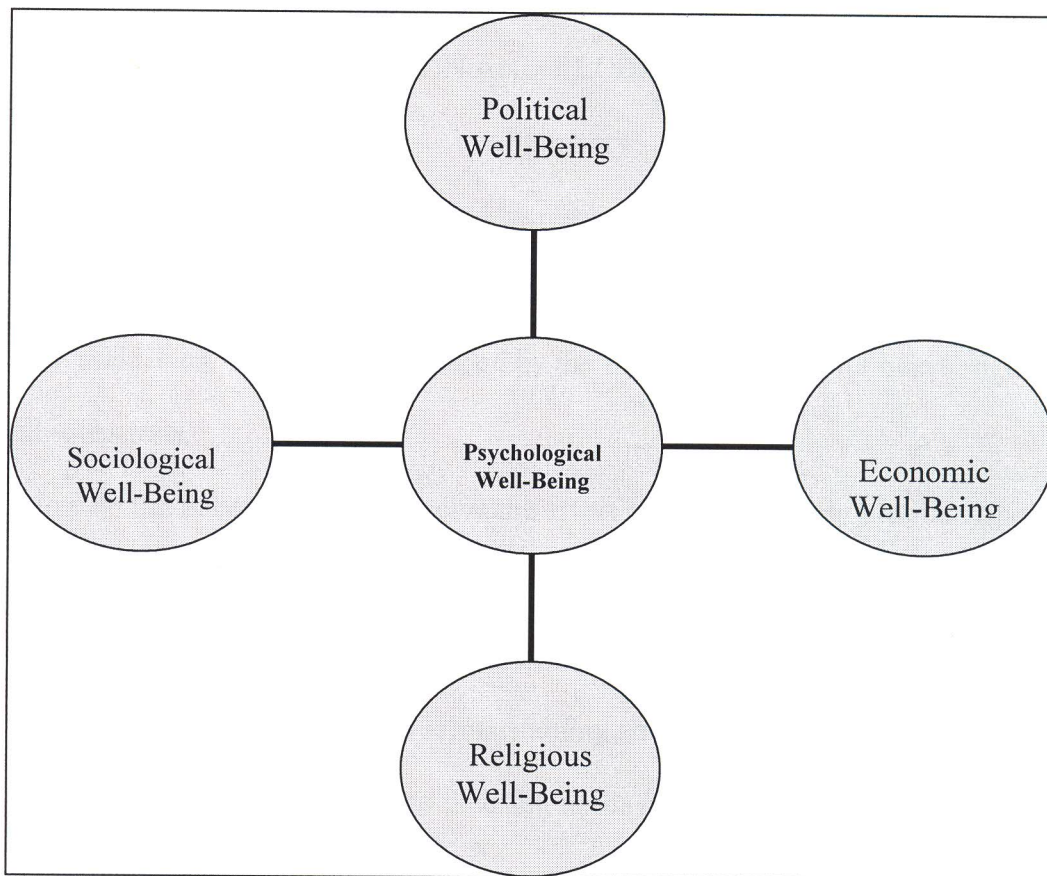 Political
Well-Being
Sociological
Well-Being
Psychological
Well-Being
Economic
Well-Being
Religious
Well-Being